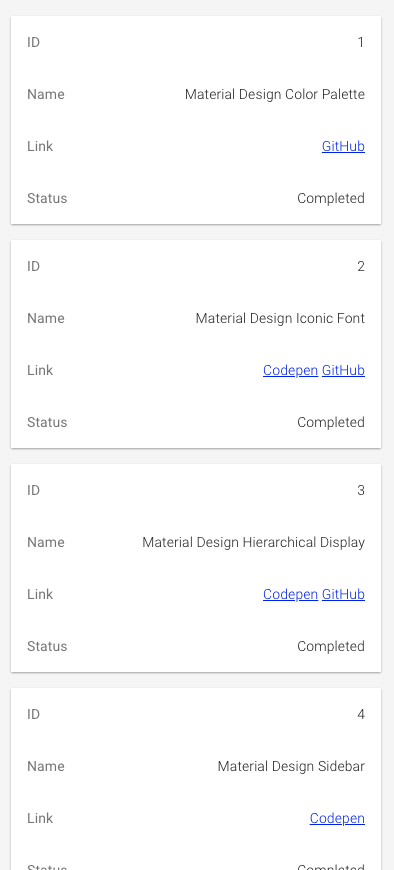 ID 1
Name Material Design Color Palette
Link GitHub
Status Completed
ID 2
Name Material Design Iconic Font
Link Codepen GitHub
Status Completed
ID 3
Name Material Design Hierarchical Display
Link Codepen GitHub
Status Completed
ID 4
Name Material Design Sidebar
Link Codepen
Status Completed